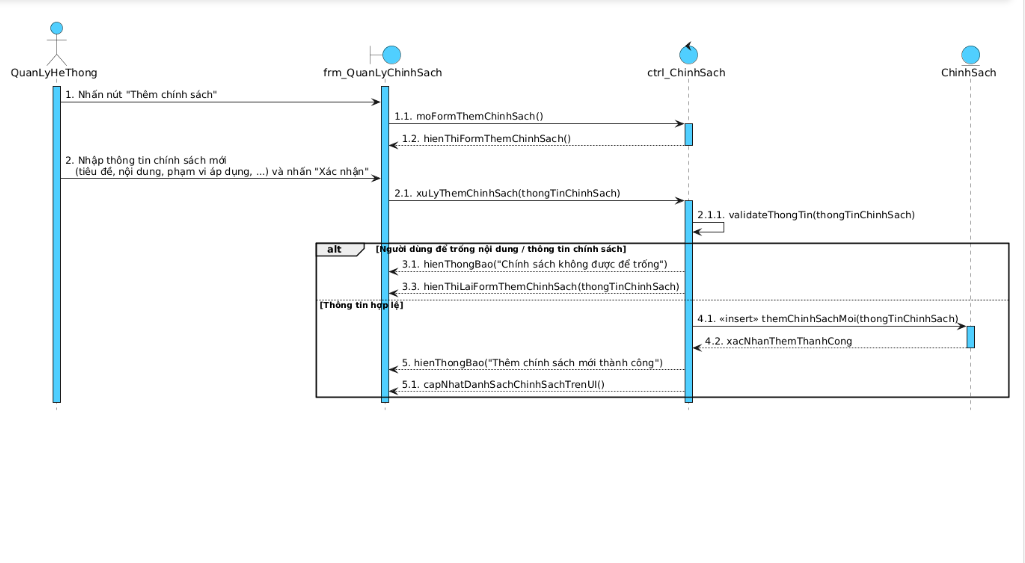 QuanLyHeThong
frm_QuanLyChinhSach
ctrl_ChinhSach
ChinhSach
1. Nhấn nút "Thêm chính sách"
1.1. moFormThemChinhSach()
1.2. hienThiFormThemChinhSach()
2. Nhập thông tin chính sách mới
(tiêu đề, nội dung, phạm vi áp dụng, ...) và nhấn "Xác nhận"
2.1. xuLyThemChinhSach(thongTinChinhSach)
2.1.1. validateThongTin(thongTinChinhSach)
alt
[Người dùng để trống nội dung / thông tin chính sách]
3.1. hienThongBao("Chính sách không được để trống")
3.3. hienThiLaiFormThemChinhSach(thongTinChinhSach)
[Thông tin hợp lệ]
4.1. «insert» themChinhSachMoi(thongTinChinhSach)
4.2. xacNhanThemThanhCong
5. hienThongBao("Thêm chính sách mới thành công")
5.1. capNhatDanhSachChinhSachTrenUI()